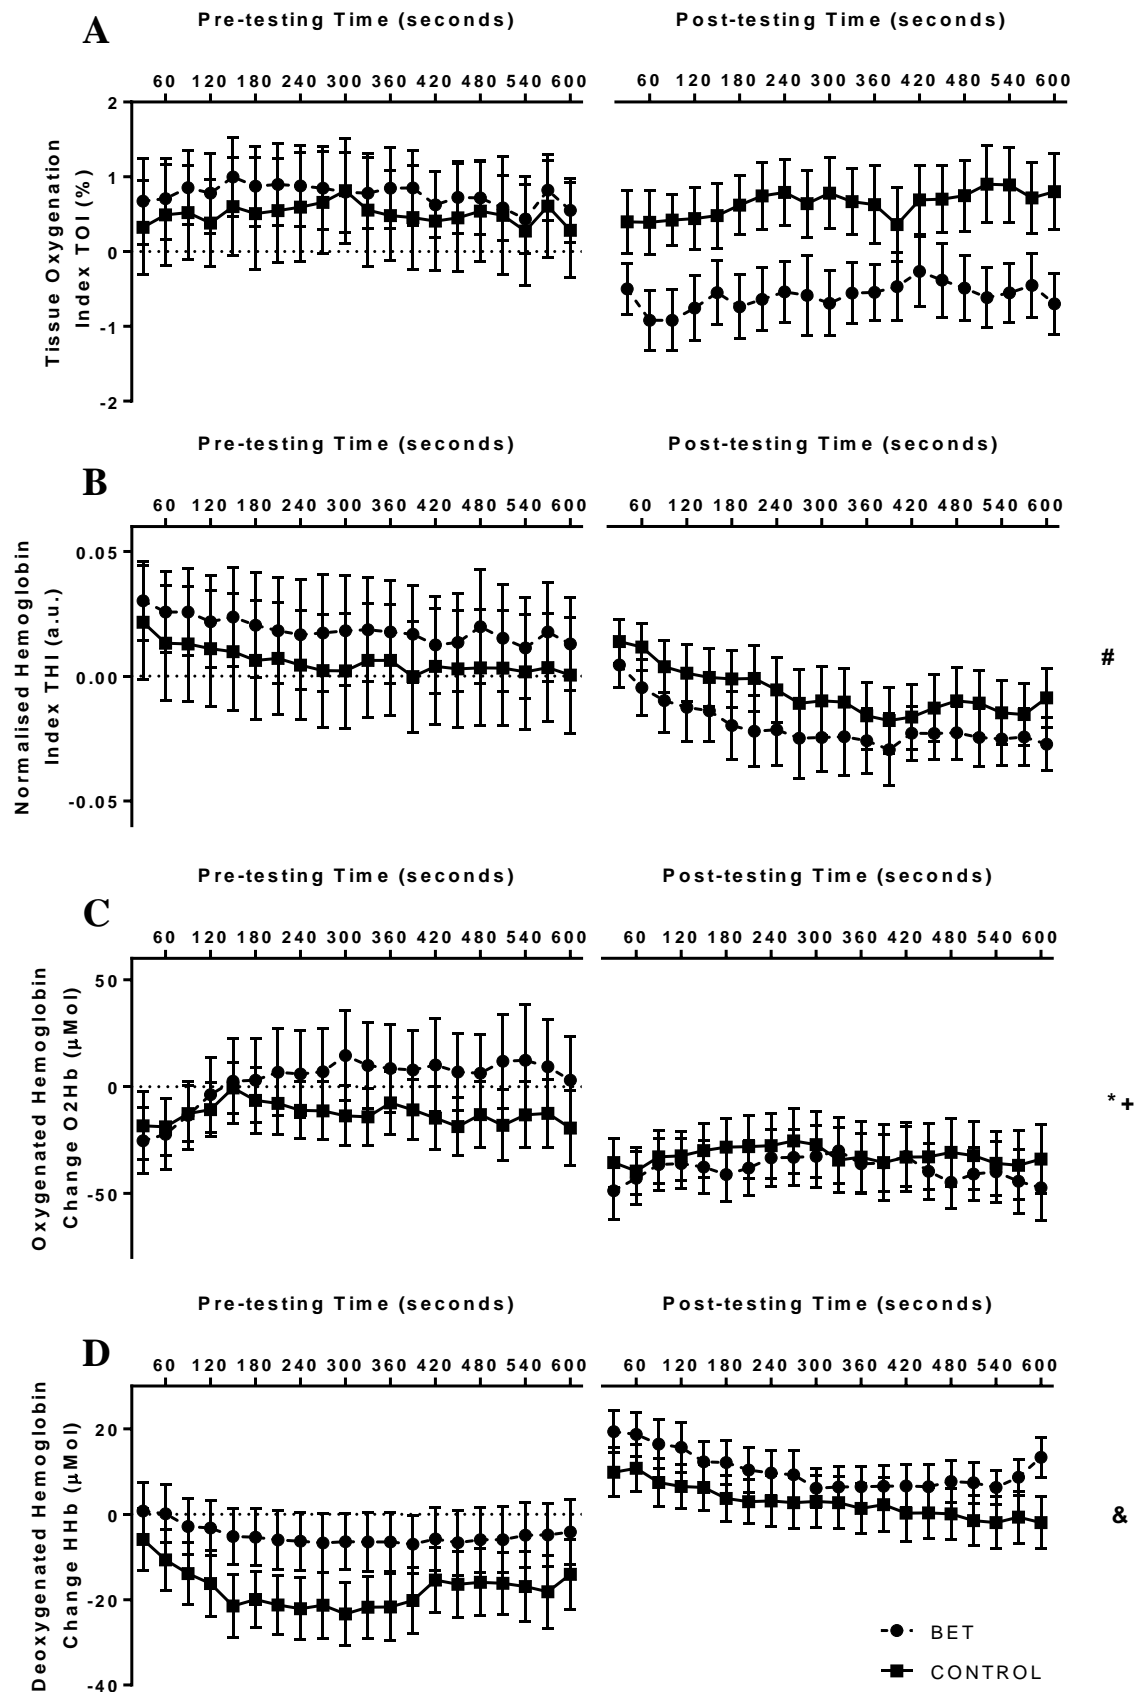 Pre-testing Time (seconds) Post-testing Time (seconds)
A
60 120 180 240 300 360 420 480 540 600 60 120 180 240 300 360 420 480 540 600
Tissue Oxygenation
Index TOI (%)
2
1
0
-1
-2
Pre-testing Time (seconds) Post-testing Time (seconds)
B
60 120 180 240 300 360 420 480 540 600 60 120 180 240 300 360 420 480 540 600
Normalised Hemoglobin
Index THI (a.u.)
0.05
0.00
-0.05
#
Pre-testing Time (seconds) Post-testing Time (seconds)
C
60 120 180 240 300 360 420 480 540 600 60 120 180 240 300 360 420 480 540 600
Oxygenated Hemoglobin
Change O2Hb (µMol)
50
0
-50
*+
Pre-testing Time (seconds) Post-testing Time (seconds)
D
60 120 180 240 300 360 420 480 540 600 60 120 180 240 300 360 420 480 540 600
Deoxygenated Hemoglobin
Change HHb (µMol)
20
0
-20
-40
&
BET
CONTROL